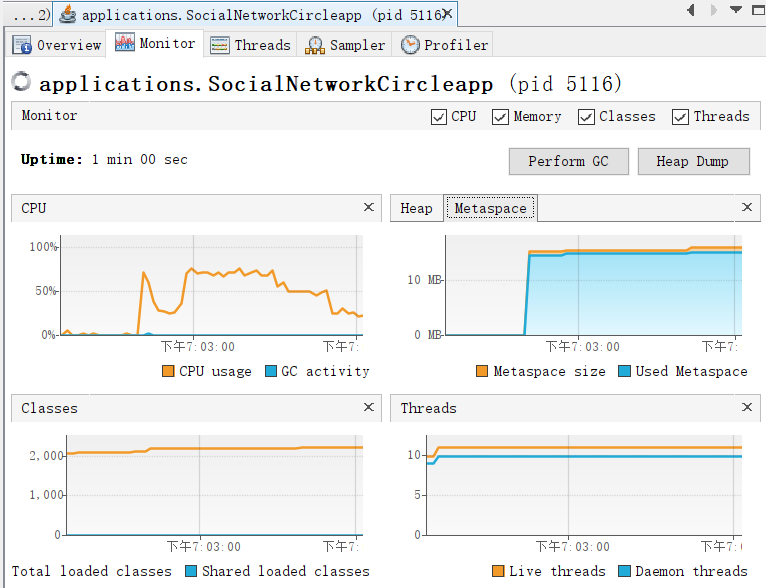 ...2) applications.SocialNetworkCircleapp (pid 5116)
Overview Monitor Threads Sampler Profiler
applications.SocialNetworkCircleapp (pid 5116)
Monitor CPU Memory Classes Threads
Uptime: 1 min 00 sec Perform GC Heap Dump
CPU
100%
50%
0%
下午7:03:00 下午7:
CPU usage GC activity
Heap Metaspace
10 MB
0 MB
下午7:03:00 下午7:
Metaspace size Used Metaspace
Classes
2,000
1,000
0
下午7:03:00 下午7:
Total loaded classes Shared loaded classes
Threads
10
5
0
下午7:03:00 下午7:
Live threads Daemon threads